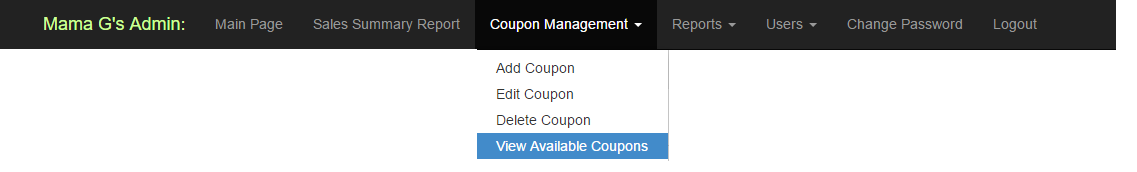 Mama G's Admin: Main Page Sales Summary Report Coupon Management Reports Users Change Password Logout
Add Coupon
Edit Coupon
Delete Coupon
View Available Coupons